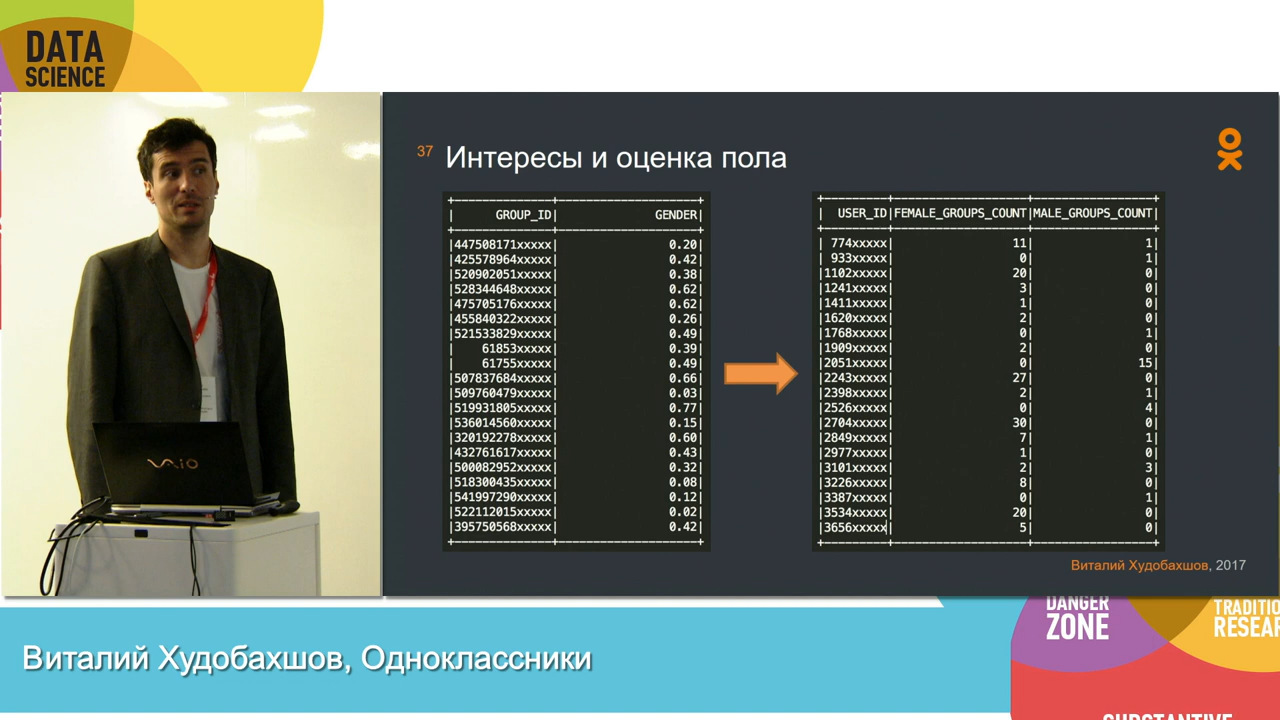 DATA
SCIENCE
37 Интересы и оценка пола
| GROUP_ID| GENDER|
|447508171xxxxx| 0.20|
|425578964xxxxx| 0.42|
|520902051xxxxx| 0.38|
|528344648xxxxx| 0.62|
|475705176xxxxx| 0.62|
|455840322xxxxx| 0.26|
|521533829xxxxx| 0.49|
| 61853xxxxx| 0.39|
| 61755xxxxx| 0.49|
|507837684xxxxx| 0.66|
|509760479xxxxx| 0.03|
|519931805xxxxx| 0.77|
|536014560xxxxx| 0.15|
|320192278xxxxx| 0.60|
|432761617xxxxx| 0.43|
|500082952xxxxx| 0.32|
|518300435xxxxx| 0.08|
|541997290xxxxx| 0.12|
|522112015xxxxx| 0.02|
|395750568xxxxx| 0.42|
| USER_ID|FEMALE_GROUPS_COUNT|MALE_GROUPS_COUNT|
| 774xxxxx| 11| 1|
| 933xxxxx| 0| 1|
|1102xxxxx| 20| 0|
|1241xxxxx| 3| 0|
|1411xxxxx| 1| 0|
|1620xxxxx| 2| 0|
|1768xxxxx| 0| 1|
|1909xxxxx| 2| 0|
|2051xxxxx| 0| 15|
|2243xxxxx| 27| 0|
|2398xxxxx| 2| 1|
|2526xxxxx| 0| 4|
|2704xxxxx| 30| 0|
|2849xxxxx| 7| 1|
|2977xxxxx| 1| 0|
|3101xxxxx| 2| 3|
|3226xxxxx| 8| 0|
|3387xxxxx| 0| 1|
|3534xxxxx| 20| 0|
|3656xxxxx| 5| 0|
VAIO
Виталий Худобахшов, 2017
DANGER
ZONE
TRADITIO
RESEAR
Виталий Худобахшов, Одноклассники
SUBSTANTIVE